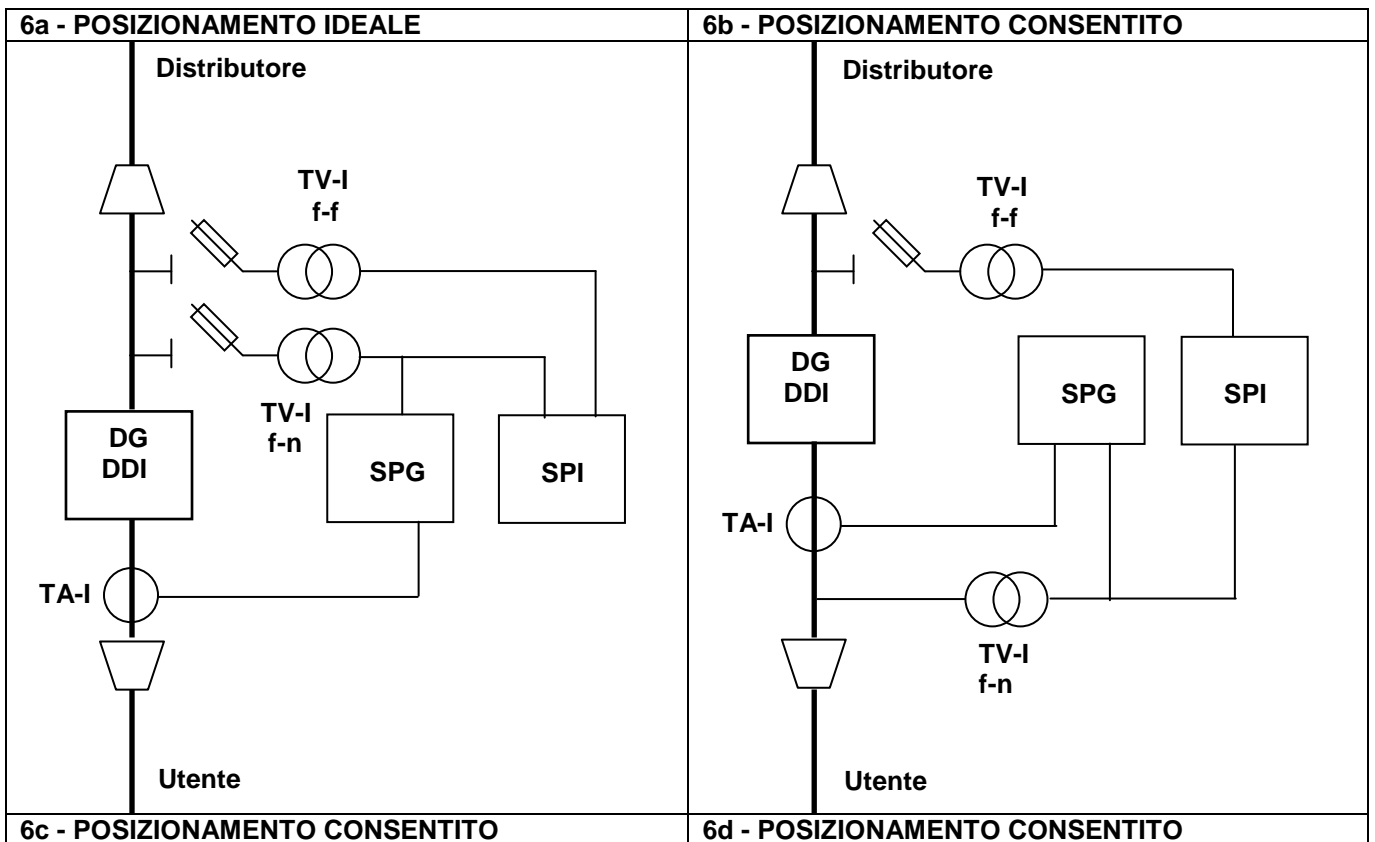 6a - POSIZIONAMENTO IDEALE
Distributore
TV-I
f-f
TV-I
f-n
DG
DDI
SPG
SPI
TA-I
Utente
6b - POSIZIONAMENTO CONSENTITO
Distributore
TV-I
f-f
DG
DDI
SPG
SPI
TA-I
TV-I
f-n
Utente
6c - POSIZIONAMENTO CONSENTITO
6d - POSIZIONAMENTO CONSENTITO